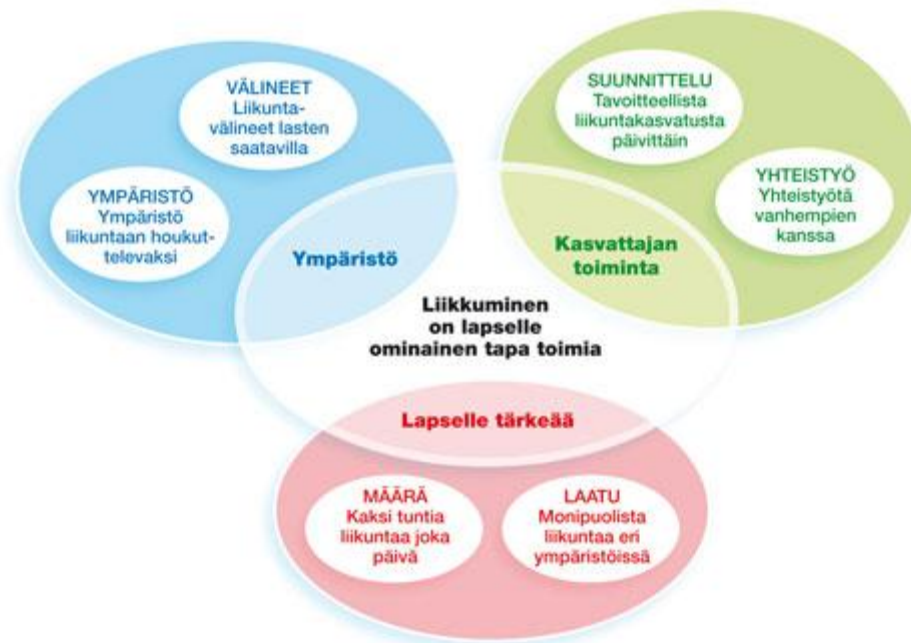 VÄLINEET
Liikunta-
välineet lasten
saatavilla
YMPÄRISTÖ
Ympäristö
liikuntaan houkut-
televaksi
Ympäristö
SUUNNITTELU
Tavoitteellista
liikuntakasvatusta
päivittäin
YHTEISTYÖ
Yhteistyötä
vanhempien
kanssa
Kasvattajan
toiminta
Liikkuminen
on lapselle
ominainen tapa toimia
Lapselle tärkeää
MÄÄRÄ
Kaksi tuntia
liikuntaa joka
päivä
LAATU
Monipuolista
liikuntaa eri
ympäristöissä